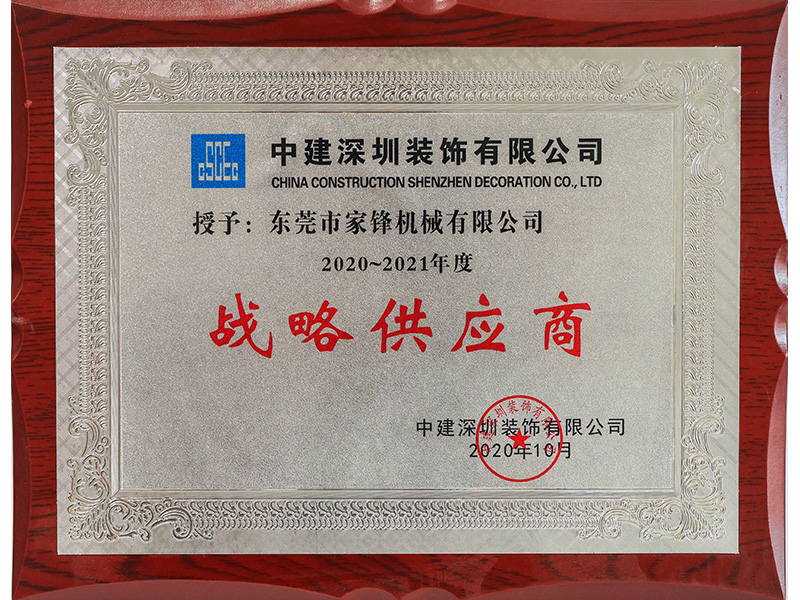 CSCEC
中建深圳装饰有限公司
CHINA CONSTRUCTION SHENZHEN DECORATION CO., LTD
授予：东莞市家锋机械有限公司
2020~2021年度
战略供应商
中建深圳装饰有限公司
2020年10月